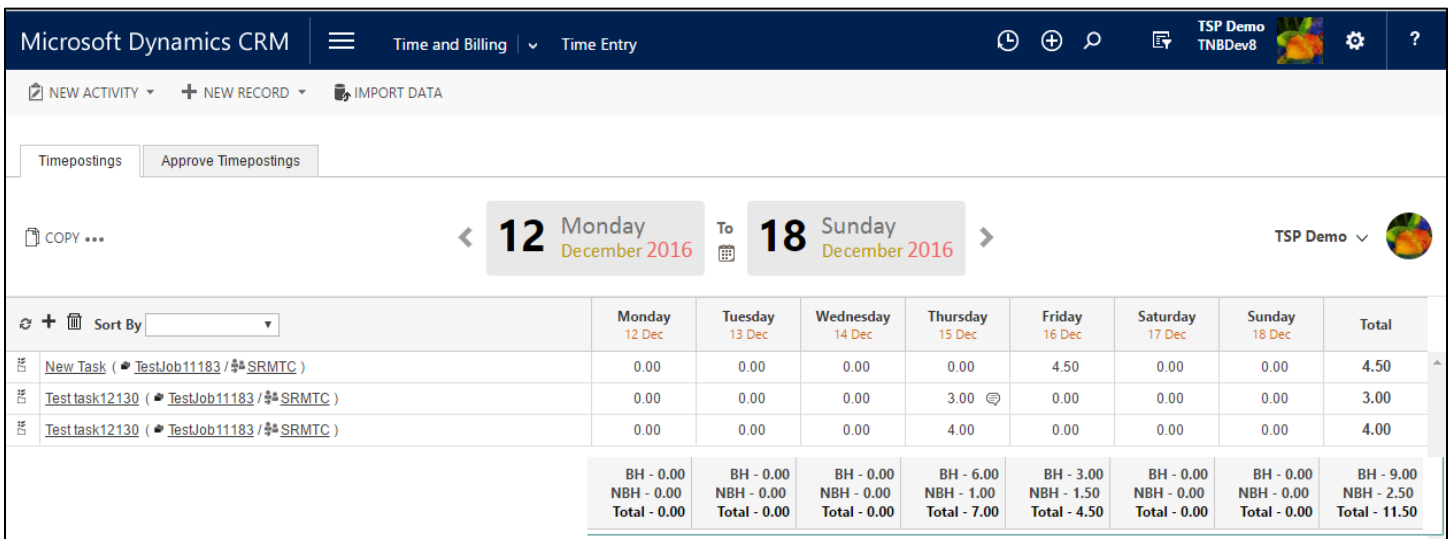 Microsoft Dynamics CRM Time and Billing Time Entry TSP Demo TNBDev8 ?
NEW ACTIVITY NEW RECORD IMPORT DATA
Timepostings Approve Timepostings
COPY ••• 12 Monday December 2016 To 18 Sunday December 2016 TSP Demo
Sort By Monday Tuesday Wednesday Thursday Friday Saturday Sunday Total
12 Dec 13 Dec 14 Dec 15 Dec 16 Dec 17 Dec 18 Dec
New Task ( TestJob11183 / SRMTC ) 0.00 0.00 0.00 0.00 4.50 0.00 0.00 4.50
Test task12130 ( TestJob11183 / SRMTC ) 0.00 0.00 0.00 3.00 0.00 0.00 0.00 3.00
Test task12130 ( TestJob11183 / SRMTC ) 0.00 0.00 0.00 4.00 0.00 0.00 0.00 4.00
BH - 0.00 BH - 0.00 BH - 0.00 BH - 6.00 BH - 3.00 BH - 0.00 BH - 0.00 BH - 9.00
NBH - 0.00 NBH - 0.00 NBH - 0.00 NBH - 1.00 NBH - 1.50 NBH - 0.00 NBH - 0.00 NBH - 2.50
Total - 0.00 Total - 0.00 Total - 0.00 Total - 7.00 Total - 4.50 Total - 0.00 Total - 0.00 Total - 11.50